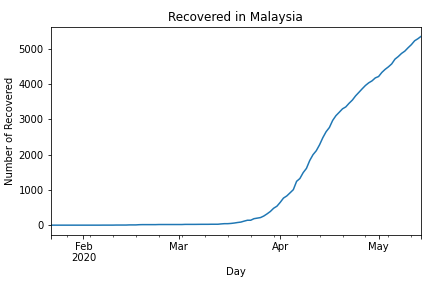 Recovered in Malaysia
Number of Recovered
5000
4000
3000
2000
1000
0
Feb
2020
Mar
Apr
May
Day